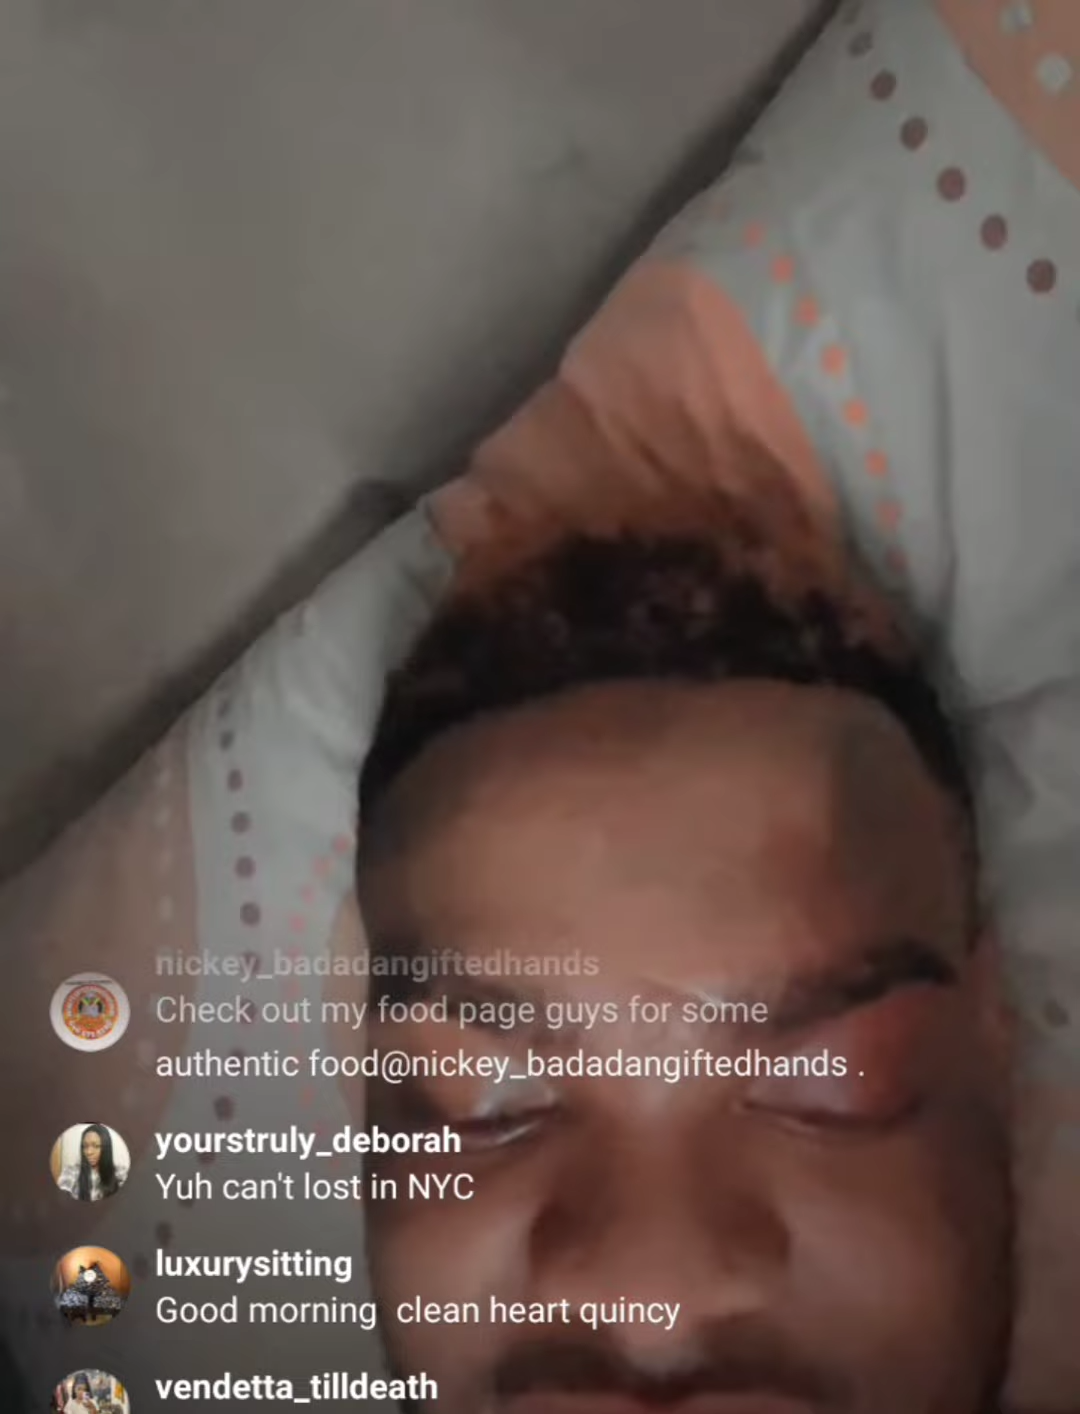 nickey_badadangiftedhands
Check out my food page guys for some
authentic food@nickey_badadangiftedhands .
yourstruly_deborah
Yuh can't lost in NYC
luxurysitting
Good morning  clean heart quincy
vendetta_tilldeath